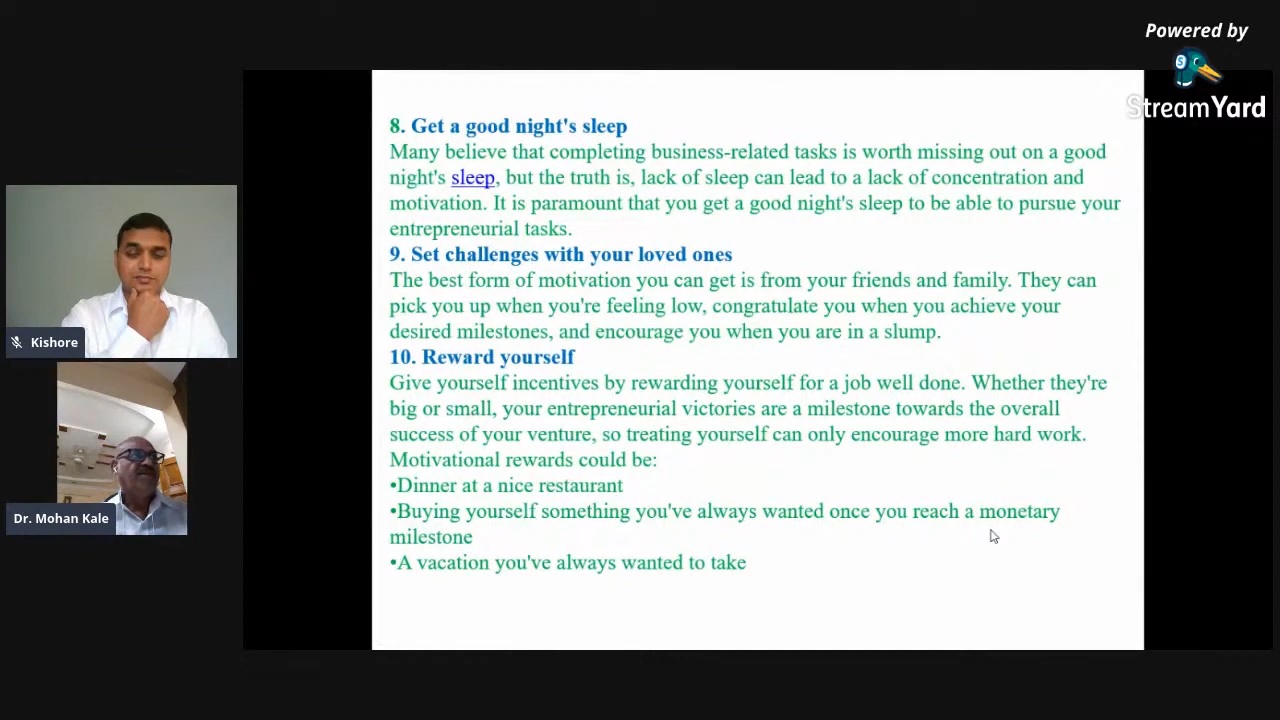 Powered by
StreamYard
8. Get a good night's sleep
Many believe that completing business-related tasks is worth missing out on a good
night's sleep, but the truth is, lack of sleep can lead to a lack of concentration and
motivation. It is paramount that you get a good night's sleep to be able to pursue your
entrepreneurial tasks.
9. Set challenges with your loved ones
The best form of motivation you can get is from your friends and family. They can
pick you up when you're feeling low, congratulate you when you achieve your
desired milestones, and encourage you when you are in a slump.
10. Reward yourself
Give yourself incentives by rewarding yourself for a job well done. Whether they're
big or small, your entrepreneurial victories are a milestone towards the overall
success of your venture, so treating yourself can only encourage more hard work.
Motivational rewards could be:
•Dinner at a nice restaurant
•Buying yourself something you've always wanted once you reach a monetary
milestone
•A vacation you've always wanted to take
Kishore
Dr. Mohan Kale